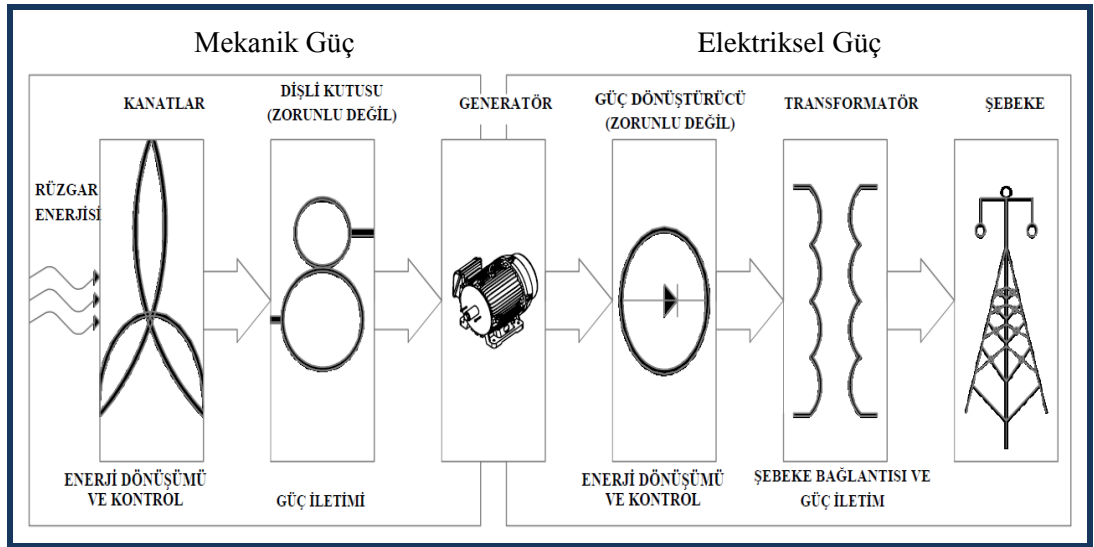 Mekanik Güç
Elektriksel Güç
KANATLAR
DİŞLİ KUTUSU
(ZORUNLU DEĞİL)
GENERATÖR
GÜÇ DÖNÜŞTÜRÜCÜ
(ZORUNLU DEĞİL)
TRANSFORMATÖR
ŞEBEKE
RÜZGAR
ENERJİSİ
ENERJİ DÖNÜŞÜMÜ
VE KONTROL
GÜÇ İLETİMİ
ENERJİ DÖNÜŞÜMÜ
VE KONTROL
ŞEBEKE BAĞLANTISI VE
GÜÇ İLETİM